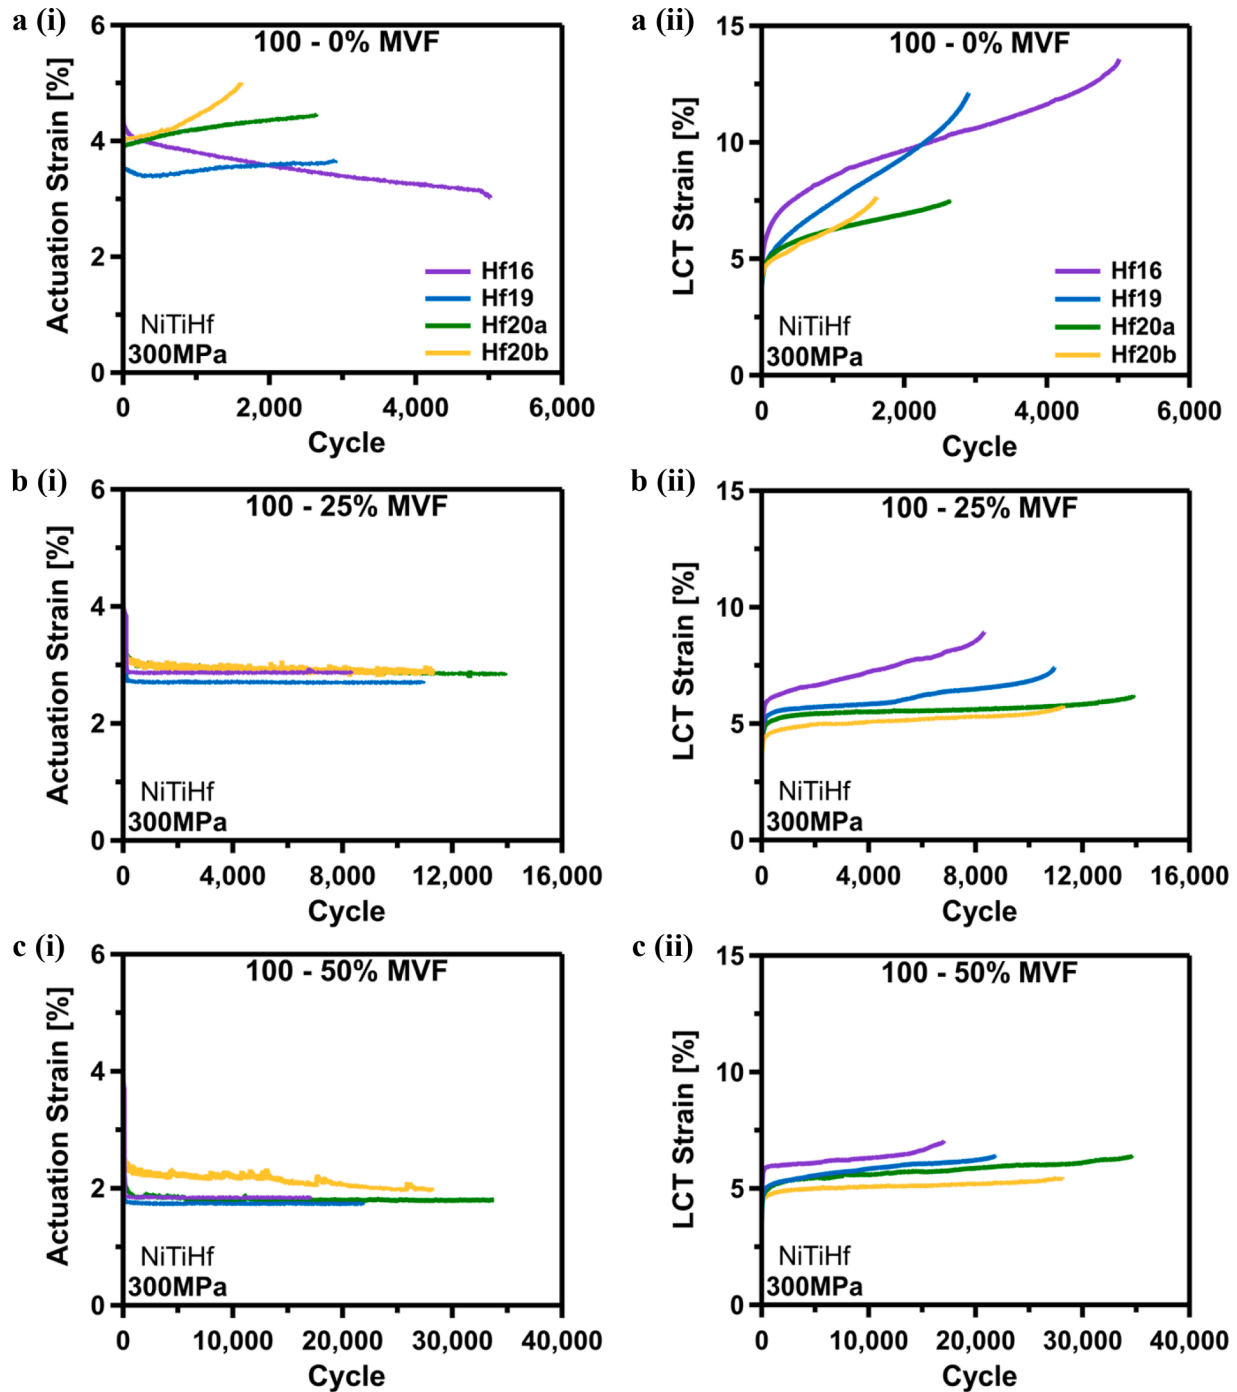 a (i)
6
4
2
0
Actuation Strain [%]
100 - 0% MVF
Hf16
Hf19
Hf20a
Hf20b
NiTiHf
300MPa
0 2,000 4,000 6,000
Cycle
a (ii)
15
10
5
0
LCT Strain [%]
100 - 0% MVF
Hf16
Hf19
Hf20a
Hf20b
NiTiHf
300MPa
0 2,000 4,000 6,000
Cycle
b (i)
6
4
2
0
Actuation Strain [%]
100 - 25% MVF
NiTiHf
300MPa
0 4,000 8,000 12,000 16,000
Cycle
b (ii)
15
10
5
0
LCT Strain [%]
100 - 25% MVF
NiTiHf
300MPa
0 4,000 8,000 12,000 16,000
Cycle
c (i)
6
4
2
0
Actuation Strain [%]
100 - 50% MVF
NiTiHf
300MPa
0 10,000 20,000 30,000 40,000
Cycle
c (ii)
15
10
5
0
LCT Strain [%]
100 - 50% MVF
NiTiHf
300MPa
0 10,000 20,000 30,000 40,000
Cycle